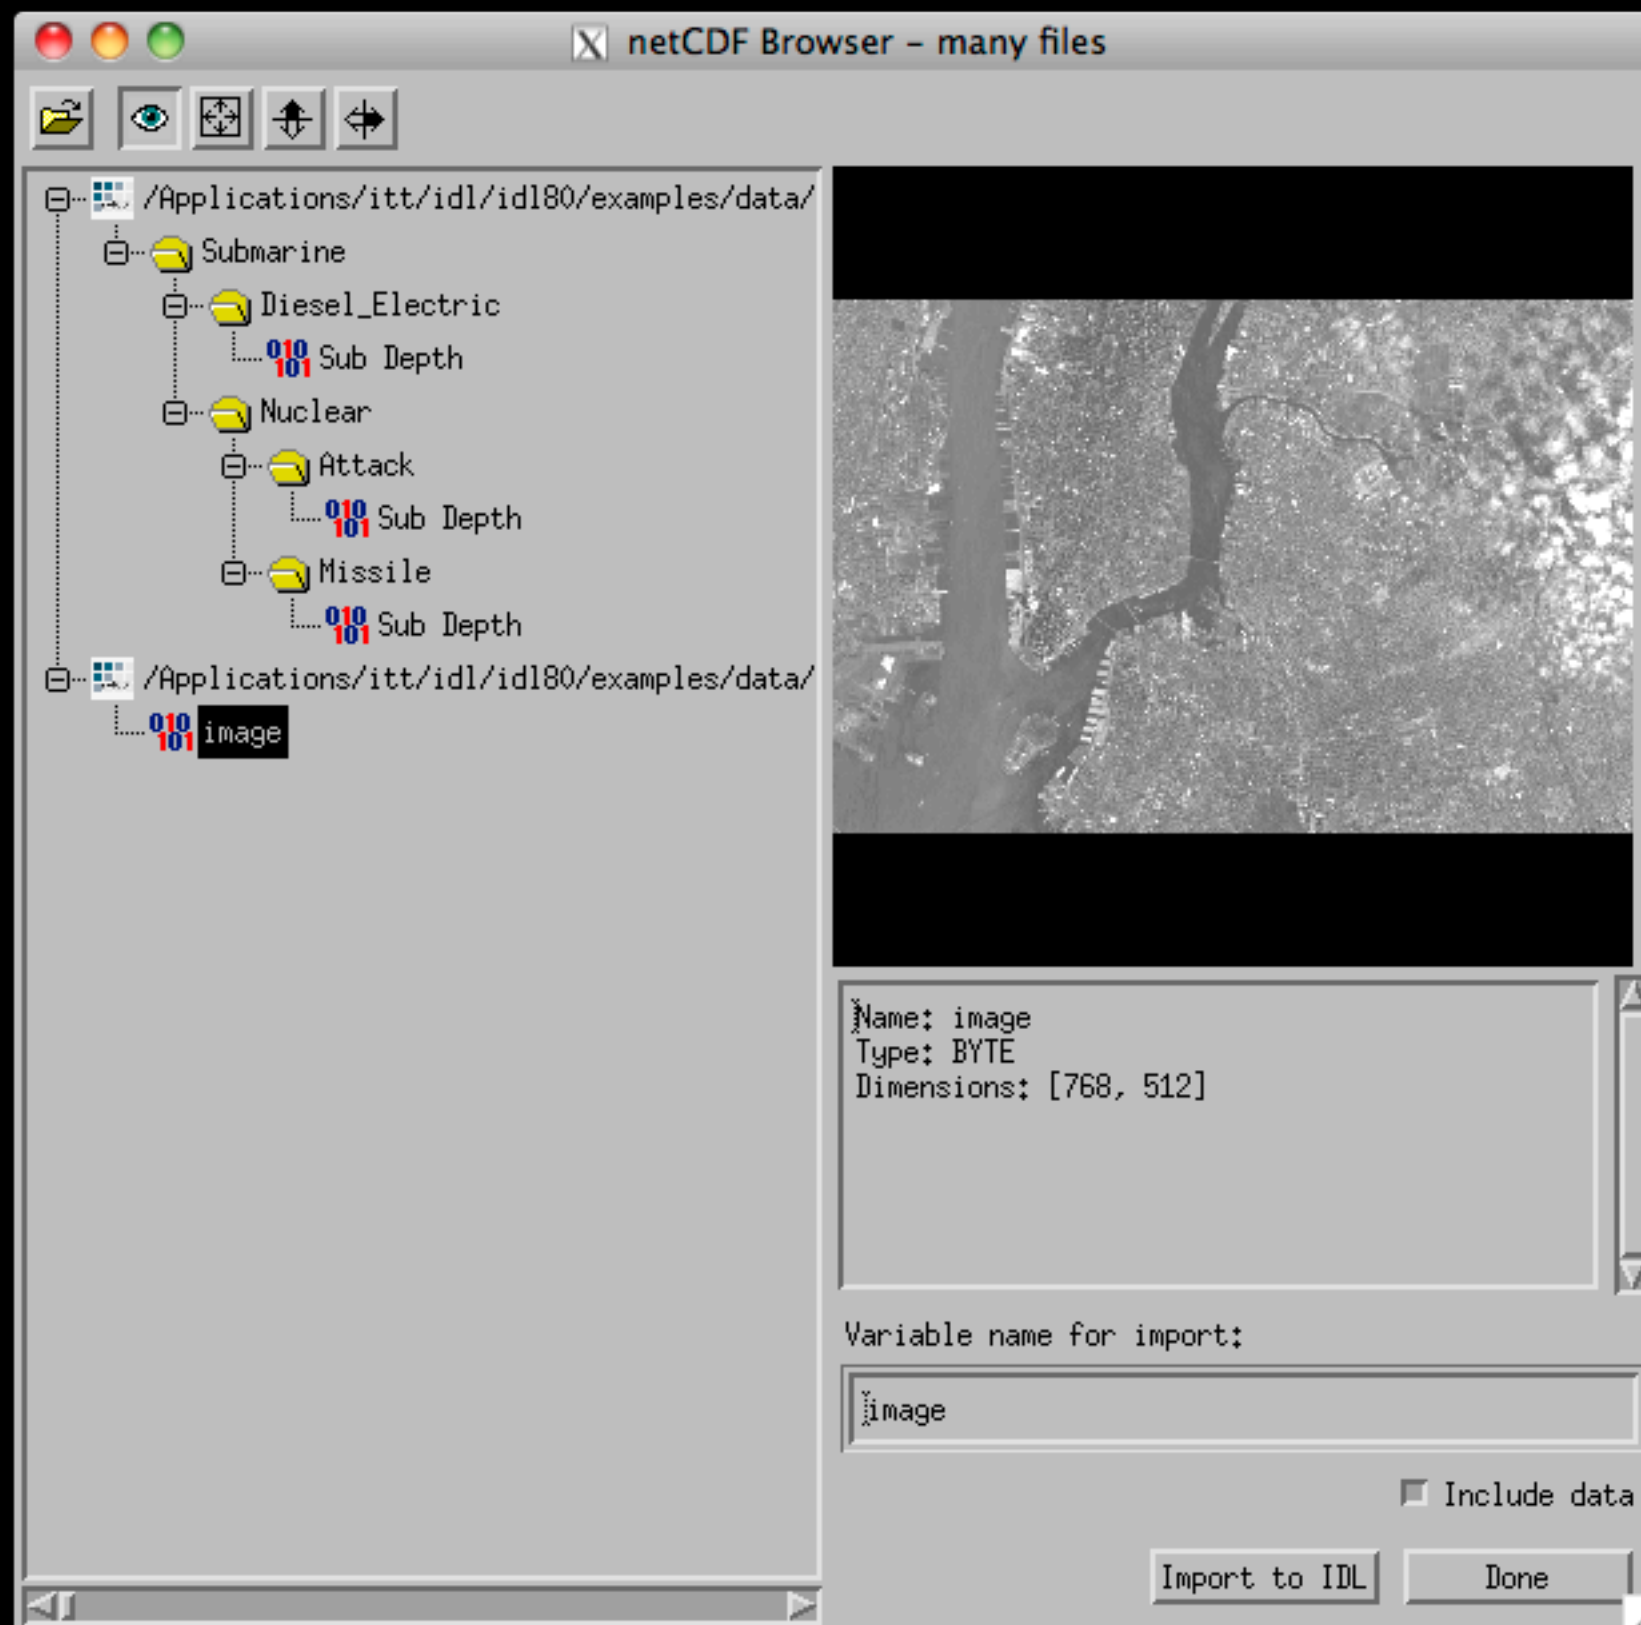 netCDF Browser – many files
/Applications/itt/idl/idl80/examples/data/
Submarine
Diesel_Electric
Sub Depth
Nuclear
Attack
Sub Depth
Missile
Sub Depth
/Applications/itt/idl/idl80/examples/data/
image
Name: image
Type: BYTE
Dimensions: [768, 512]
Variable name for import:
image
Include data
Import to IDL
Done